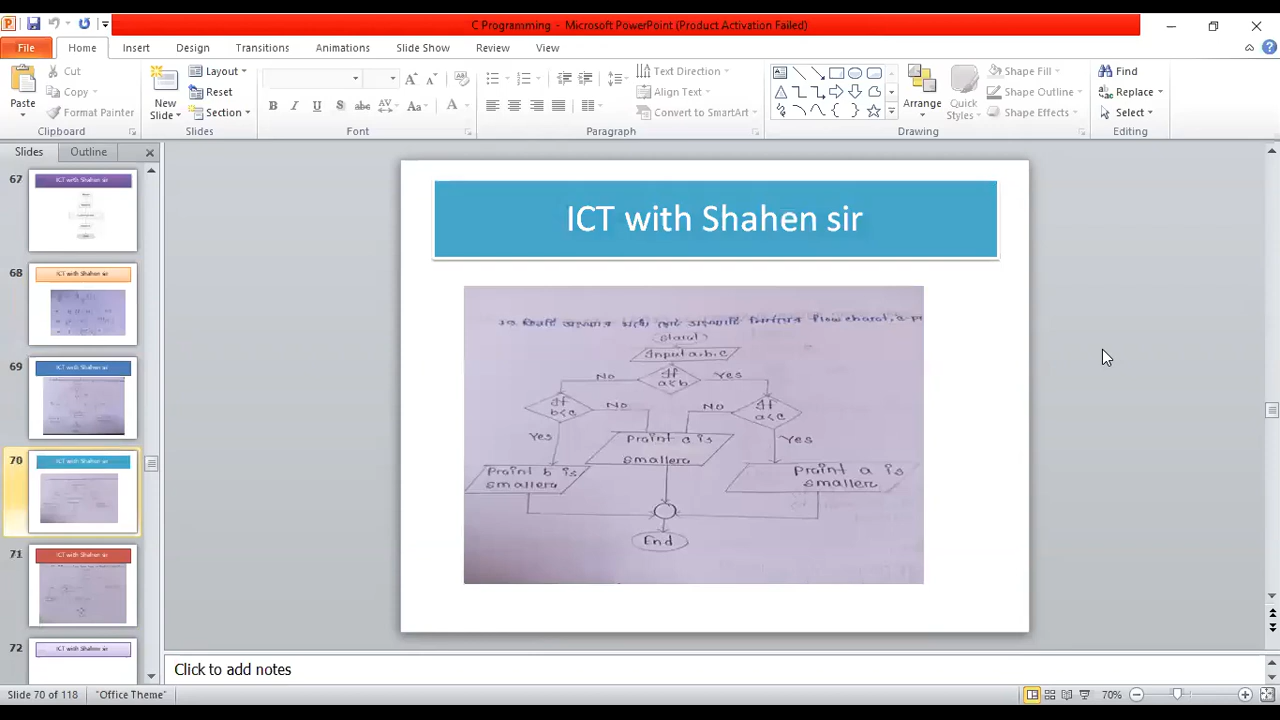 C Programming - Microsoft PowerPoint (Product Activation Failed)
File Home Insert Design Transitions Animations Slide Show Review View
Paste
Cut
Copy
Format Painter
Clipboard
New Slide
Layout
Reset
Section
Slides
Font
Text Direction
Align Text
Convert to SmartArt
Paragraph
Arrange
Quick Styles
Shape Fill
Shape Outline
Shape Effects
Drawing
Find
Replace
Select
Editing
Slides Outline
67
ICT with Shahen sir
68
ICT with Shahen sir
69
ICT with Shahen sir
70
ICT with Shahen sir
71
ICT with Shahen sir
72
ICT with Shahen sir
ICT with Shahen sir
flow chart
Start
Input a,b,c
If a<b
No
Yes
If b<c
No
No
If a<c
Yes
Yes
Print b is smaller
Print c is smaller
Print a is smaller
End
Click to add notes
Slide 70 of 118 "Office Theme" 70%